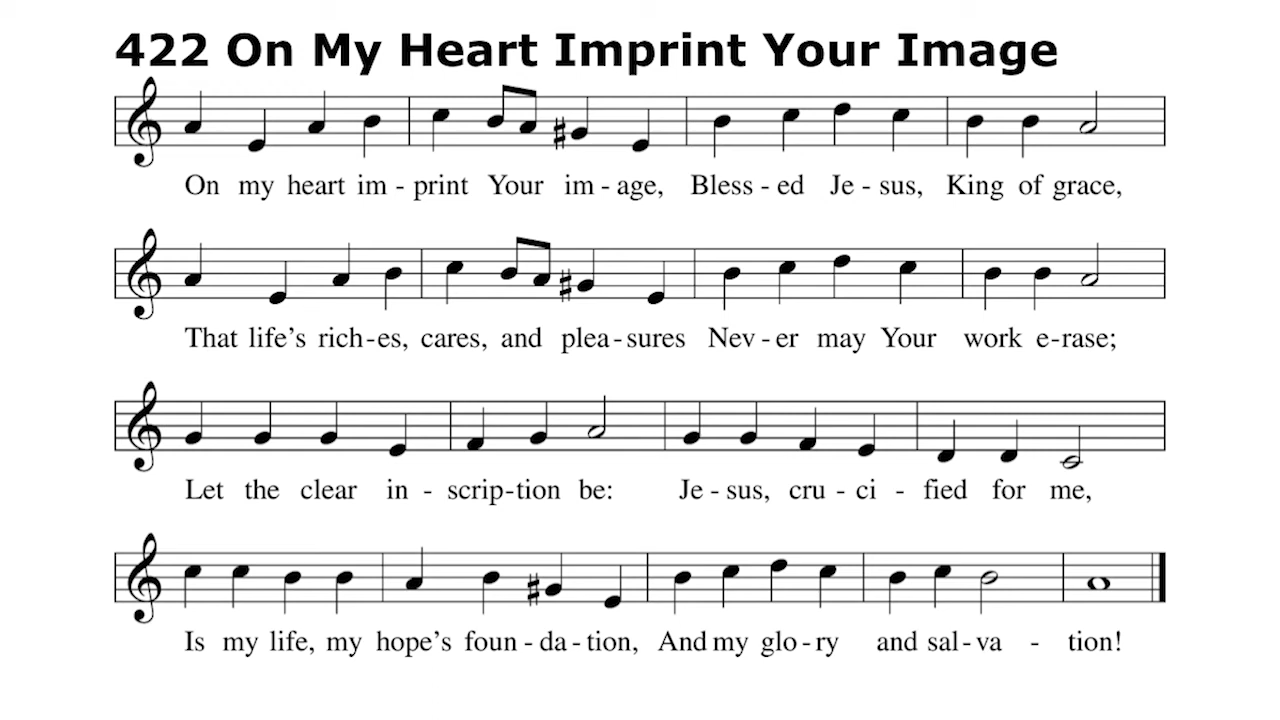 422 On My Heart Imprint Your Image
On my heart im - print Your im - age, Bless - ed Je - sus, King of grace,
That life's rich - es, cares, and plea - sures Nev - er may Your work e - rase;
Let the clear in - scrip - tion be: Je - sus, cru - ci - fied for me,
Is my life, my hope's foun - da - tion, And my glo - ry and sal - va - tion!